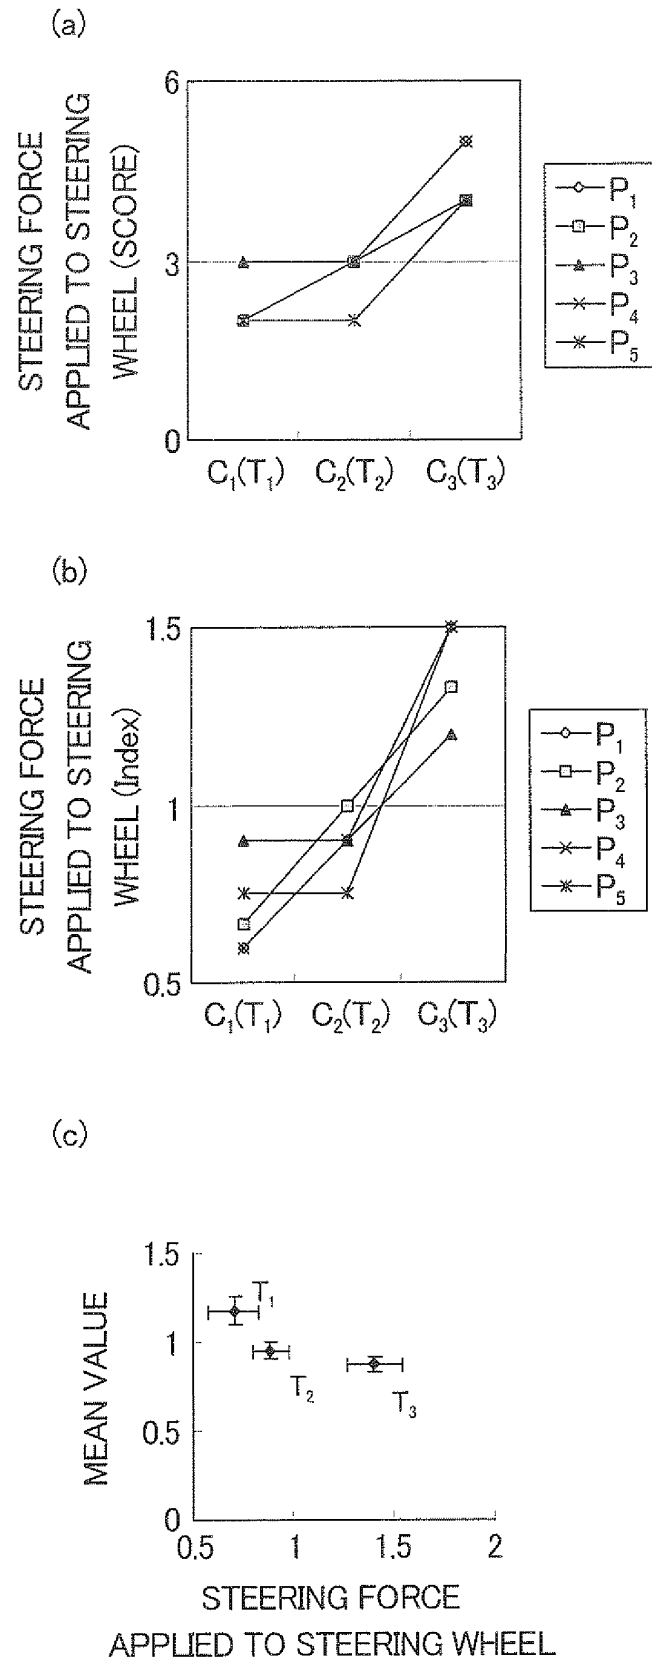 (a)
STEERING FORCE
APPLIED TO STEERING
WHEEL (SCORE)
6
3
0
C₁(T₁) C₂(T₂) C₃(T₃)
P₁
P₂
P₃
P₄
P₅
(b)
STEERING FORCE
APPLIED TO STEERING
WHEEL (Index)
1.5
1
0.5
C₁(T₁) C₂(T₂) C₃(T₃)
P₁
P₂
P₃
P₄
P₅
(c)
MEAN VALUE
1.5
1
0.5
0
T₁
T₂
T₃
0.5 1 1.5 2
STEERING FORCE
APPLIED TO STEERING WHEEL